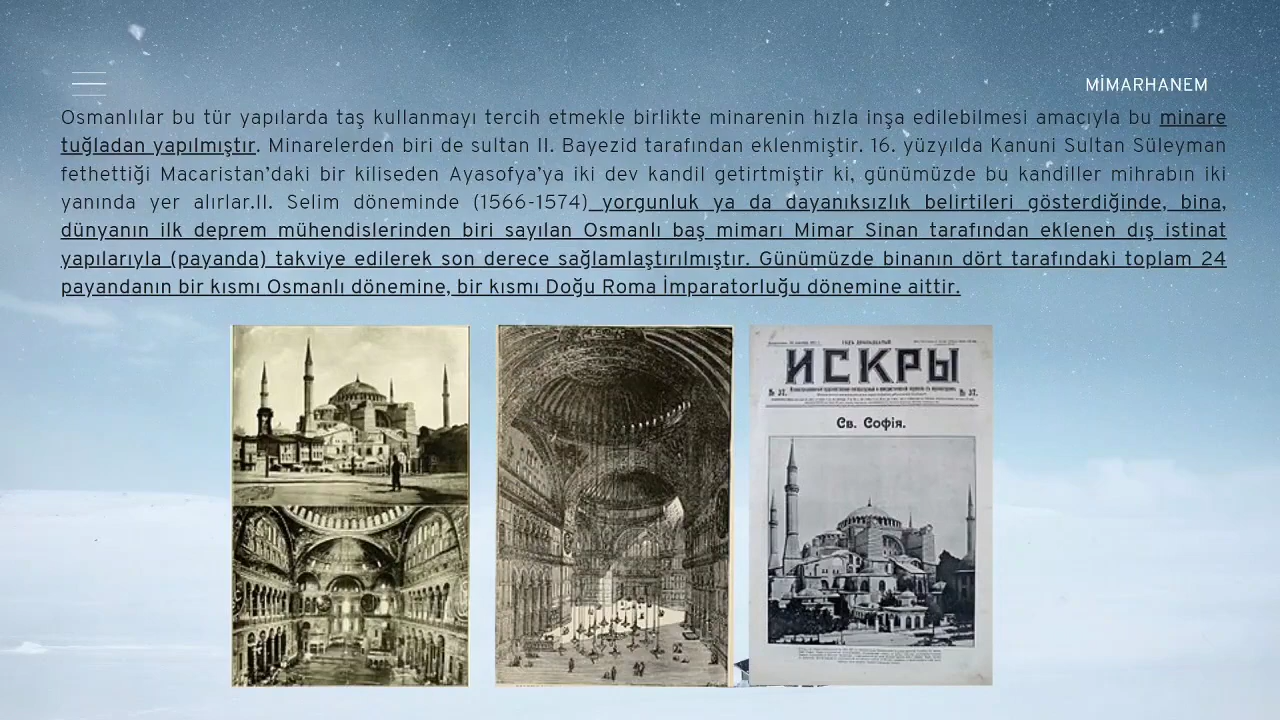 MİMARHANEM
Osmanlılar bu tür yapılarda taş kullanmayı tercih etmekle birlikte minarenin hızla inşa edilebilmesi amacıyla bu minare
tuğladan yapılmıştır. Minarelerden biri de sultan II. Bayezid tarafından eklenmiştir. 16. yüzyılda Kanuni Sultan Süleyman
fethettiği Macaristan'daki bir kiliseden Ayasofya'ya iki dev kandil getirtmiştir ki, günümüzde bu kandiller mihrabın iki
yanında yer alırlar.II. Selim döneminde (1566-1574) yorgunluk ya da dayanıksızlık belirtileri gösterdiğinde, bina,
dünyanın ilk deprem mühendislerinden biri sayılan Osmanlı baş mimarı Mimar Sinan tarafından eklenen dış istinat
yapılarıyla (payanda) takviye edilerek son derece sağlamlaştırılmıştır. Günümüzde binanın dört tarafındaki toplam 24
payandanın bir kısmı Osmanlı dönemine, bir kısmı Doğu Roma İmparatorluğu dönemine aittir.
ИСКРЫ
№ 37. № 37.
Св. Софія.